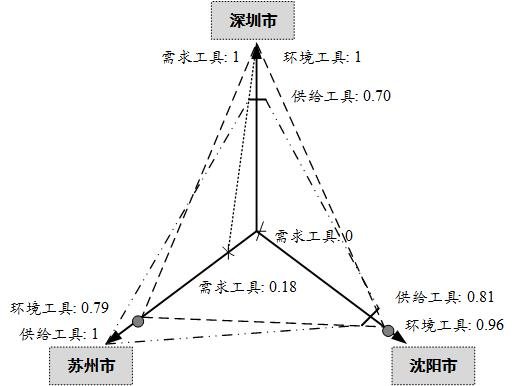 深圳市
需求工具: 1 环境工具: 1
供给工具: 0.70
需求工具: 0
需求工具: 0.18
供给工具: 0.81
环境工具: 0.79
环境工具: 0.96
供给工具: 1
苏州市
沈阳市